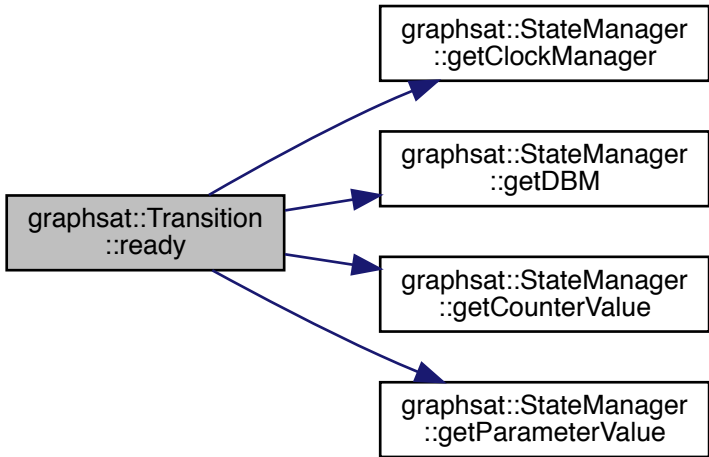 graphsat::StateManager
::getClockManager
graphsat::StateManager
::getDBM
graphsat::Transition
::ready
graphsat::StateManager
::getCounterValue
graphsat::StateManager
::getParameterValue